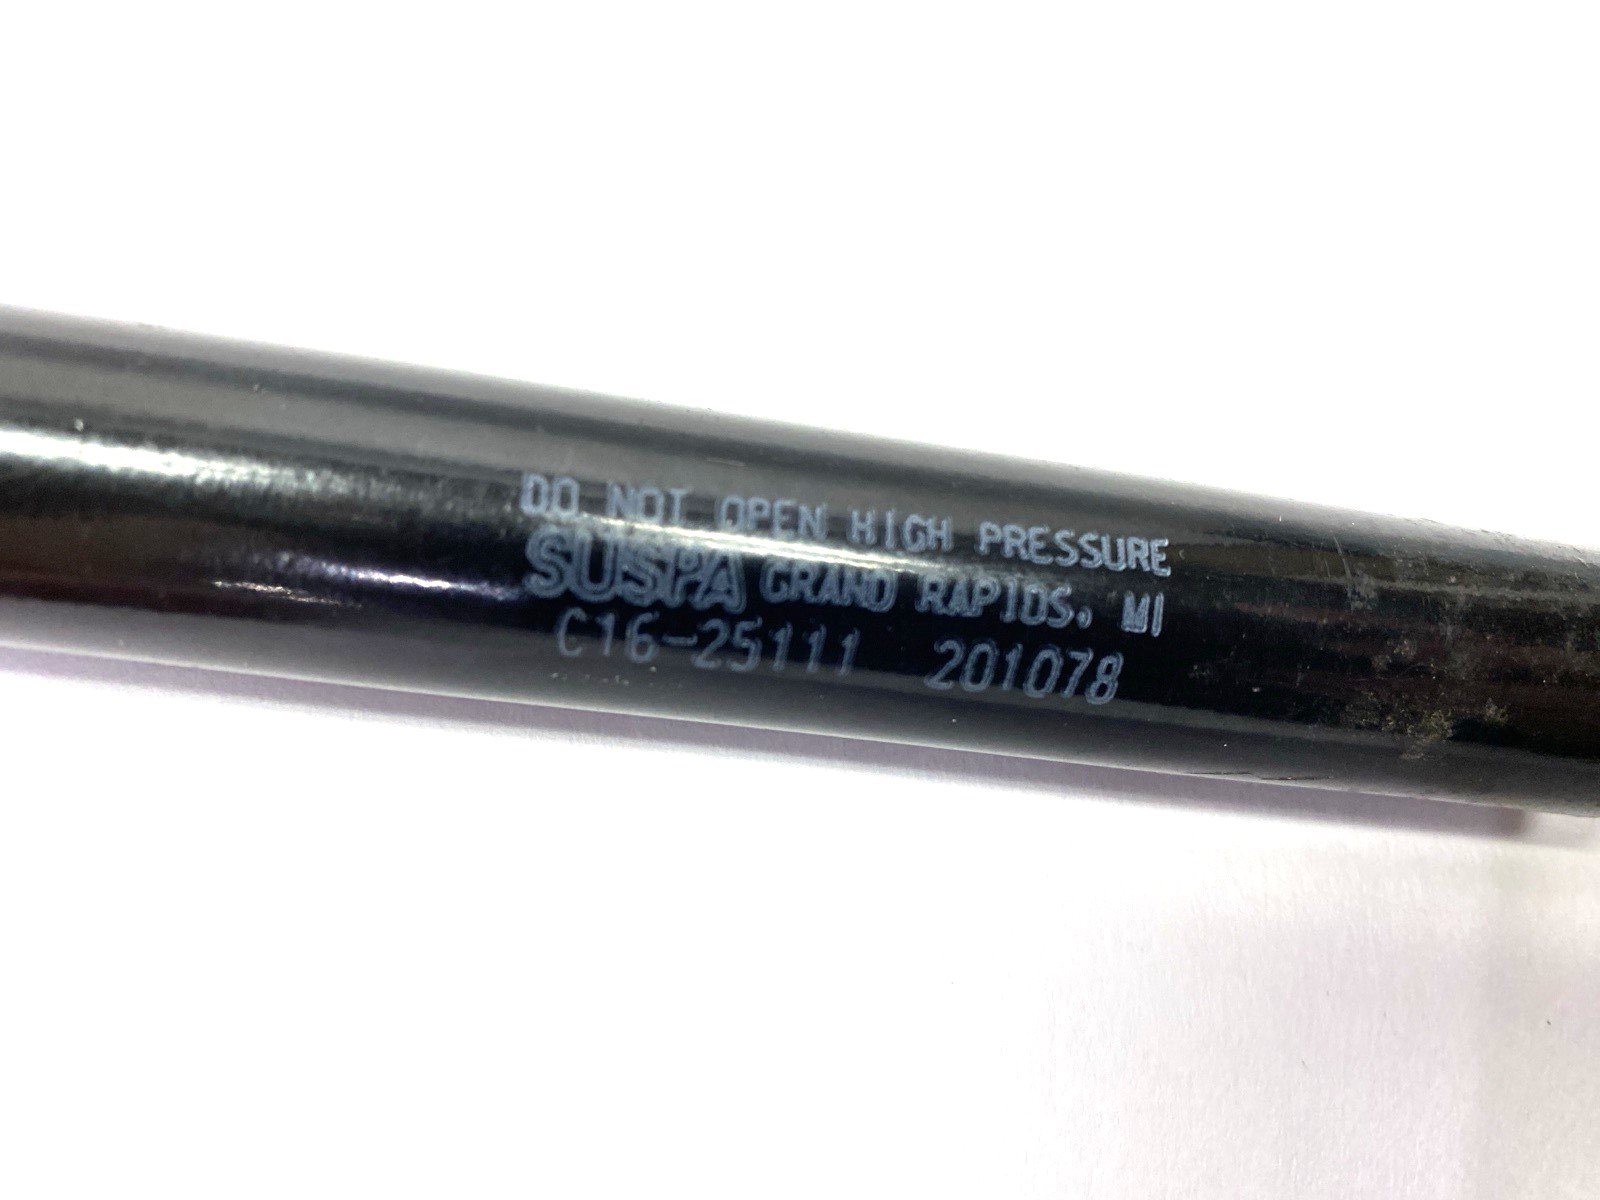 DO NOT OPEN HIGH PRESSURE
SUSPA GRAND RAPIDS, MI
C16-25111 201078